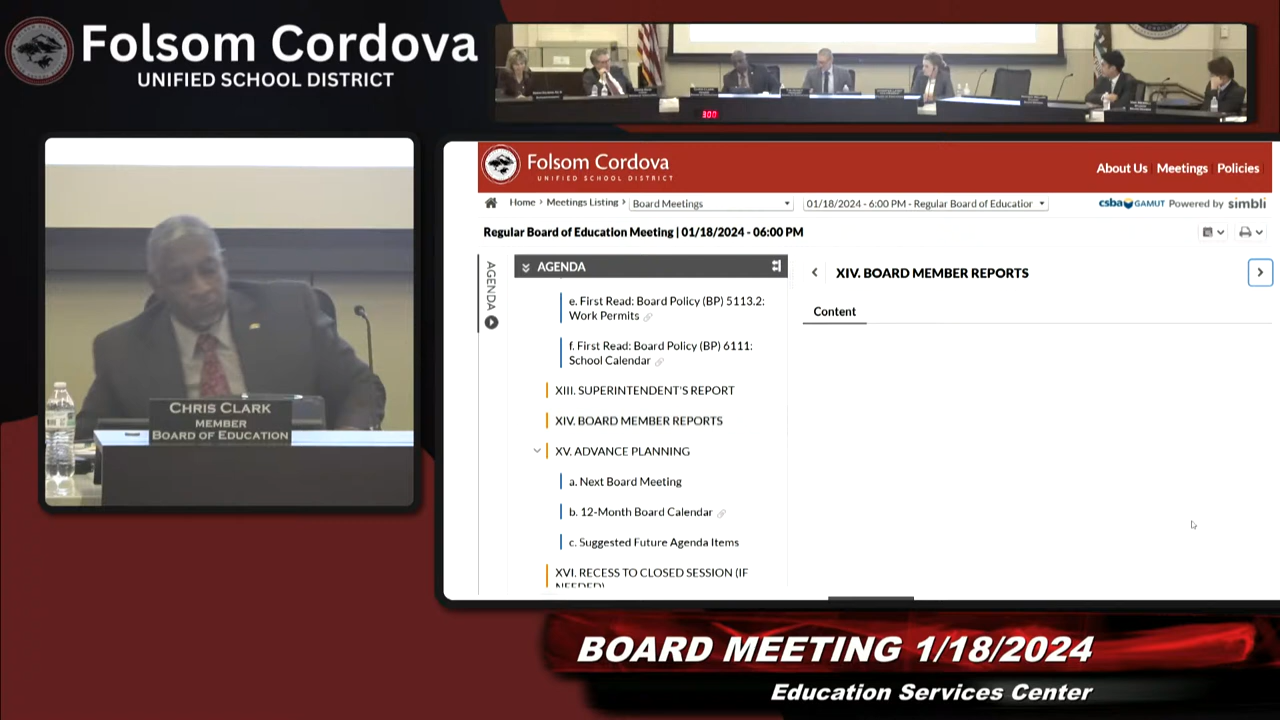 Folsom Cordova
UNIFIED SCHOOL DISTRICT
3:00
CHRIS CLARK
MEMBER
BOARD OF EDUCATION
Folsom Cordova
UNIFIED SCHOOL DISTRICT
About Us Meetings Policies
Home > Meetings Listing > Board Meetings 01/18/2024 - 6:00 PM - Regular Board of Education
csba GAMUT Powered by simbli
Regular Board of Education Meeting | 01/18/2024 - 06:00 PM
AGENDA
AGENDA
e. First Read: Board Policy (BP) 5113.2:
Work Permits
f. First Read: Board Policy (BP) 6111:
School Calendar
XIII. SUPERINTENDENT'S REPORT
XIV. BOARD MEMBER REPORTS
XV. ADVANCE PLANNING
a. Next Board Meeting
b. 12-Month Board Calendar
c. Suggested Future Agenda Items
XVI. RECESS TO CLOSED SESSION (IF
NEEDED)
XIV. BOARD MEMBER REPORTS
Content
BOARD MEETING 1/18/2024
Education Services Center